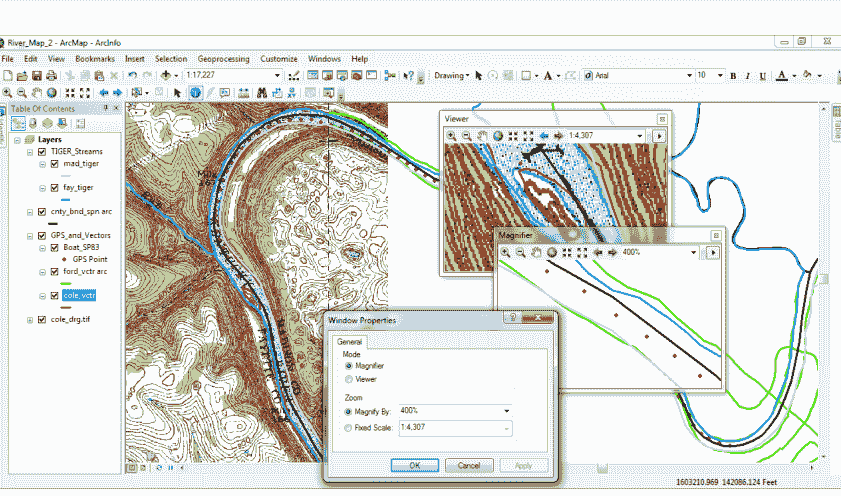 River_Map_2 - ArcMap - ArcInfo
File Edit View Bookmarks Insert Selection Geoprocessing Customize Windows Help
1:17,227 Drawing Arial 10 B I U A
Table Of Contents
Layers
TIGER_Streams
mad_tiger
fay_tiger
cnty_bnd_spn arc
GPS_and_Vectors
Boat_SP83
GPS Point
ford_vctr arc
cole_vctr
cole_drg.tif
Viewer
1:4,307
Magnifier
400%
Window Properties
General
Mode
Magnifier
Viewer
Zoom
Magnify By: 400%
Fixed Scale: 1:4,307
OK Cancel Apply
1603210.969 142086.124 Feet